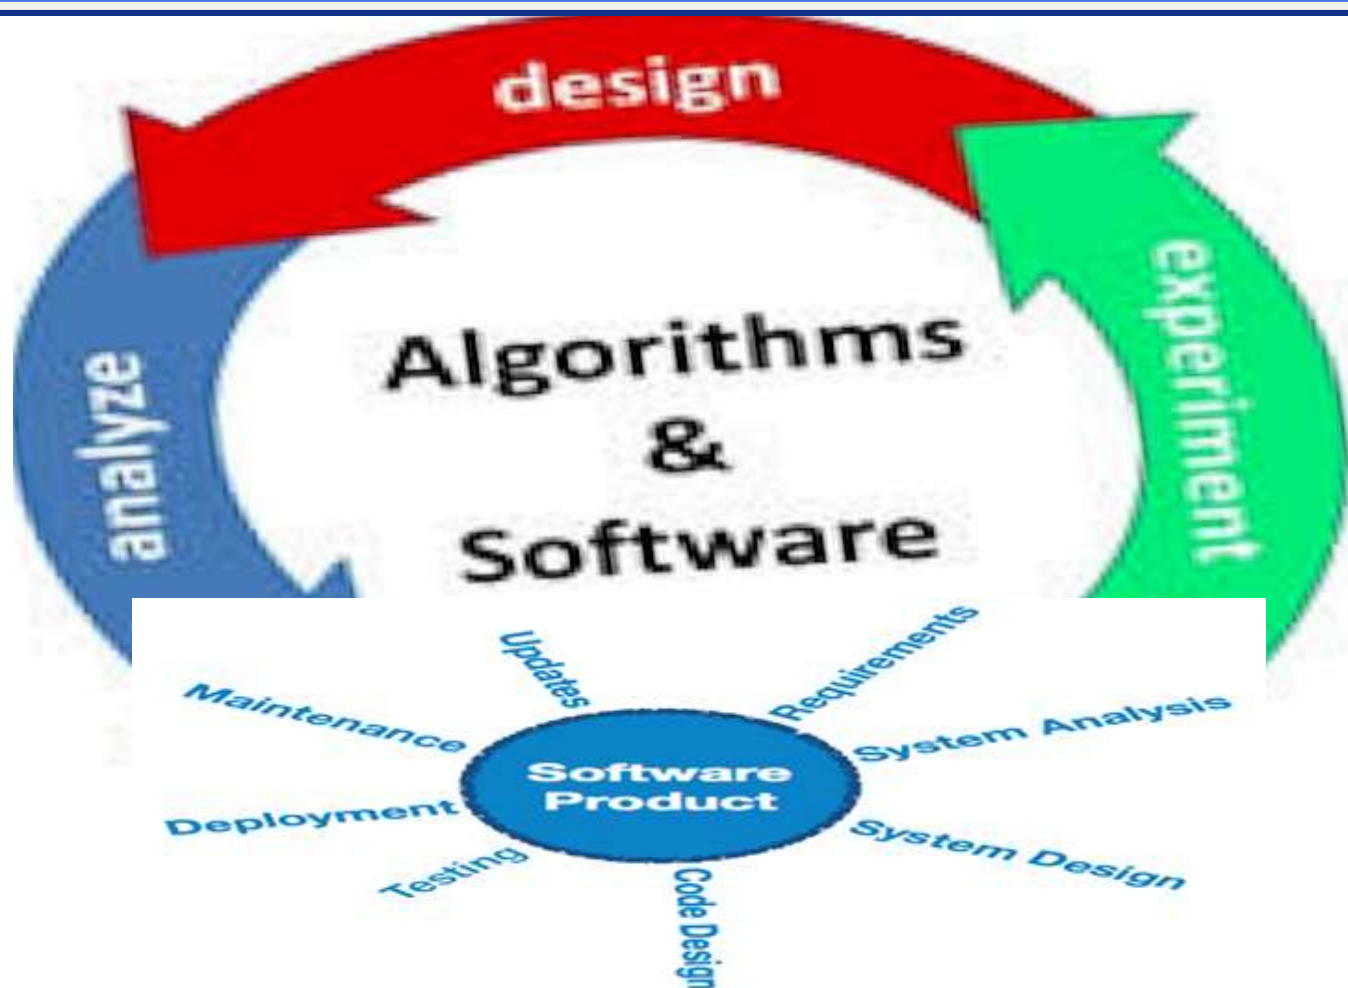 design
experiment
analyze
Algorithms
&
Software
Updates
Requirements
Maintenance
System Analysis
Software
Product
Deployment
System Design
Testing
Code Design